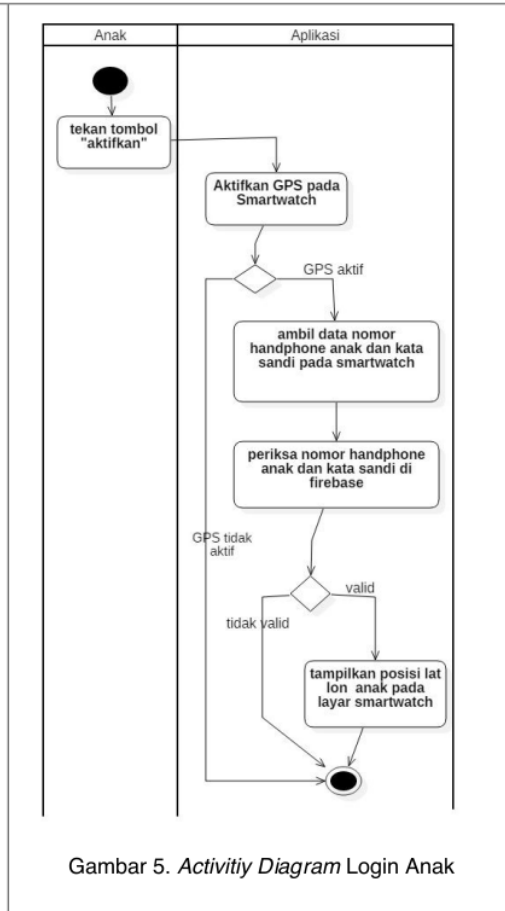 Anak
Aplikasi
tekan tombol
"aktifkan"
Aktifkan GPS pada
Smartwatch
GPS aktif
ambil data nomor
handphone anak dan kata
sandi pada smartwatch
periksa nomor handphone
anak dan kata sandi di
firebase
GPS tidak
aktif
valid
tidak valid
tampilkan posisi lat
lon anak pada
layar smartwatch
Gambar 5. Activitiy Diagram Login Anak